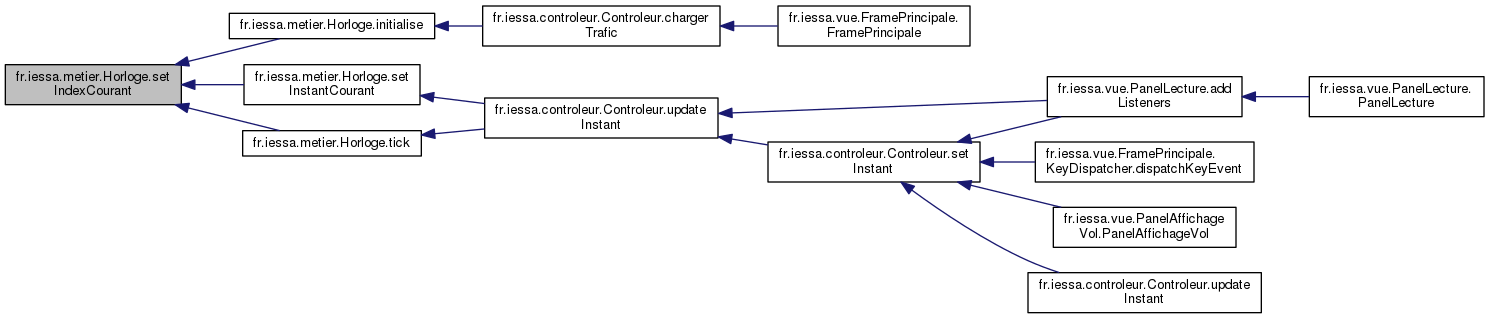 fr.iessa.metier.Horloge.set
IndexCourant
fr.iessa.metier.Horloge.initialise
fr.iessa.metier.Horloge.set
InstantCourant
fr.iessa.metier.Horloge.tick
fr.iessa.controleur.Controleur.charger
Trafic
fr.iessa.controleur.Controleur.update
Instant
fr.iessa.vue.FramePrincipale.
FramePrincipale
fr.iessa.controleur.Controleur.set
Instant
fr.iessa.vue.PanelLecture.add
Listeners
fr.iessa.vue.FramePrincipale.
KeyDispatcher.dispatchKeyEvent
fr.iessa.vue.PanelAffichage
Vol.PanelAffichageVol
fr.iessa.controleur.Controleur.update
Instant
fr.iessa.vue.PanelLecture.
PanelLecture